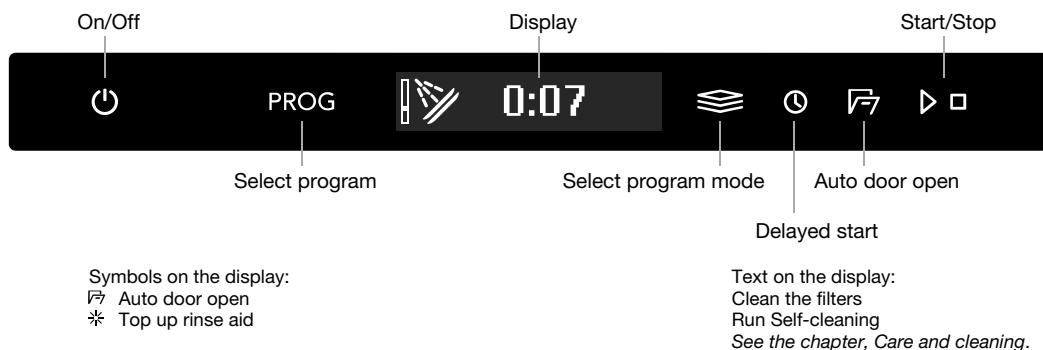 On/Off
Display
Start/Stop
PROG
0:07
Select program
Select program mode
Auto door open
Delayed start
Symbols on the display:
Auto door open
Top up rinse aid
Text on the display:
Clean the filters
Run Self-cleaning
See the chapter, Care and cleaning.